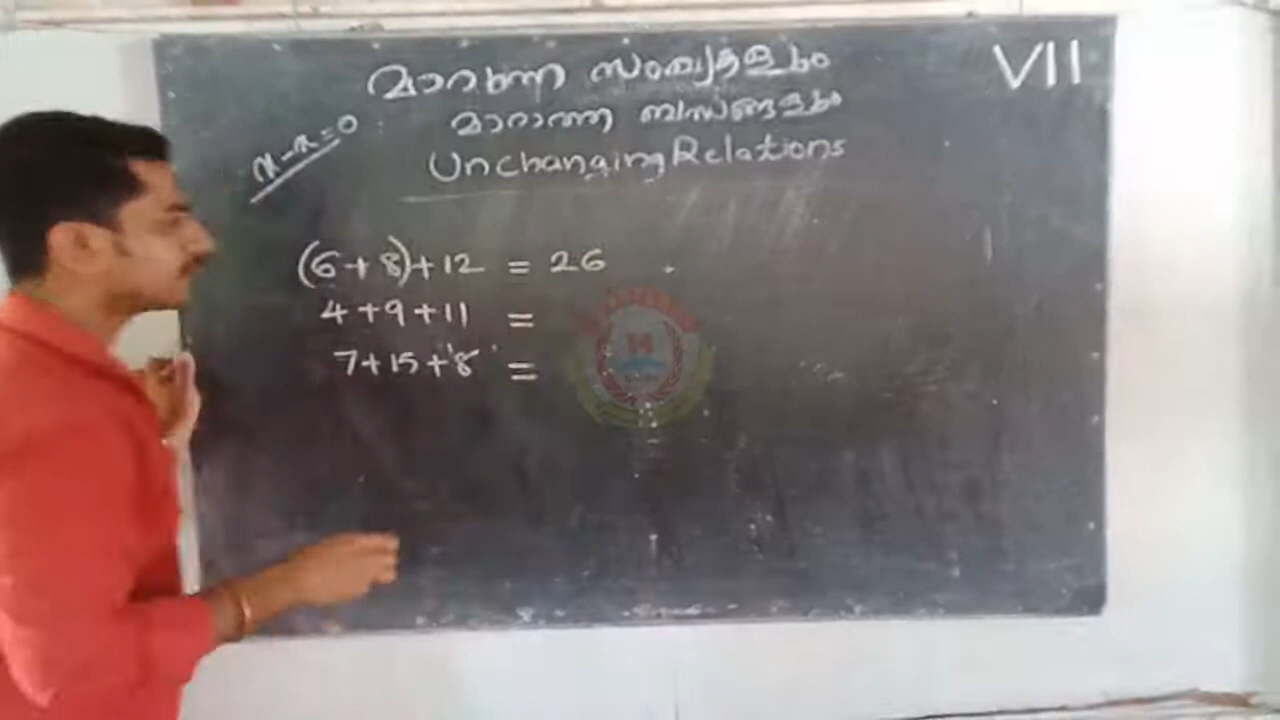 മാറുന്ന സംഖ്യകളും
മാറാത്ത ബന്ധങ്ങളും
Unchanging Relations
VII
x-x=0
(6+8)+12 = 26
4+9+11 =
7+15+8 =